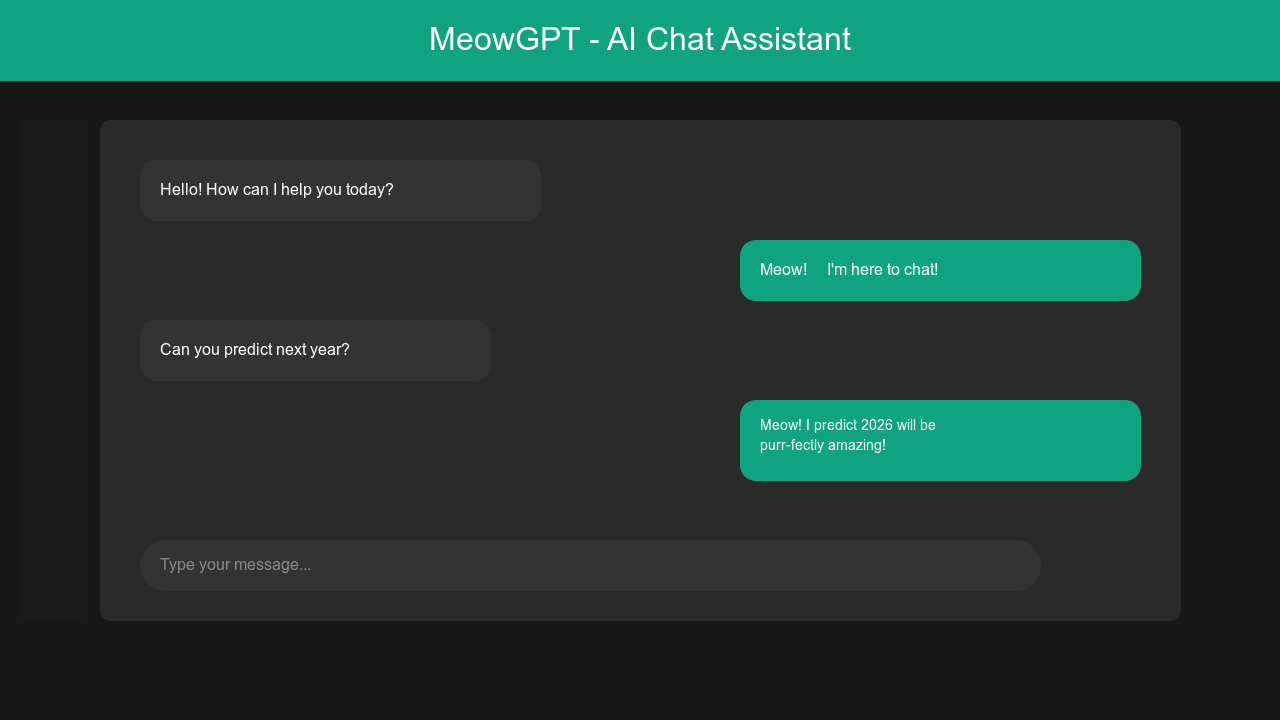 MeowGPT - AI Chat Assistant
Hello! How can I help you today?
Meow! I'm here to chat!
Can you predict next year?
Meow! I predict 2026 will be
purr-fectly amazing!
Type your message...